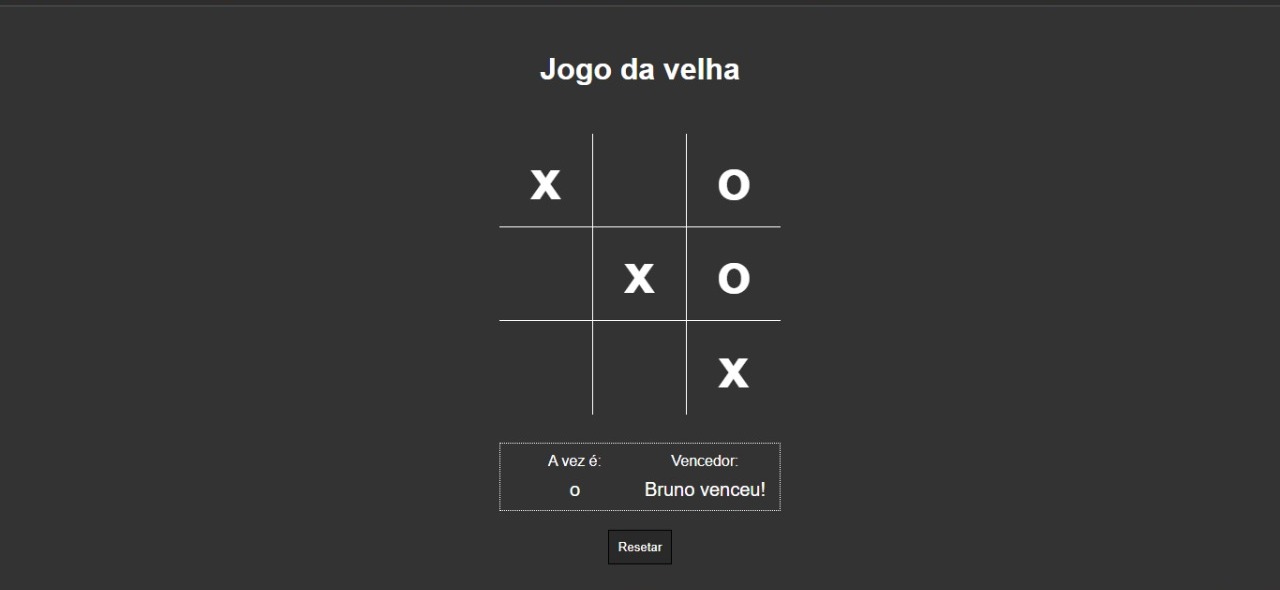 Jogo da velha
x o
x o
x
A vez é: Vencedor:
o Bruno venceu!
Resetar